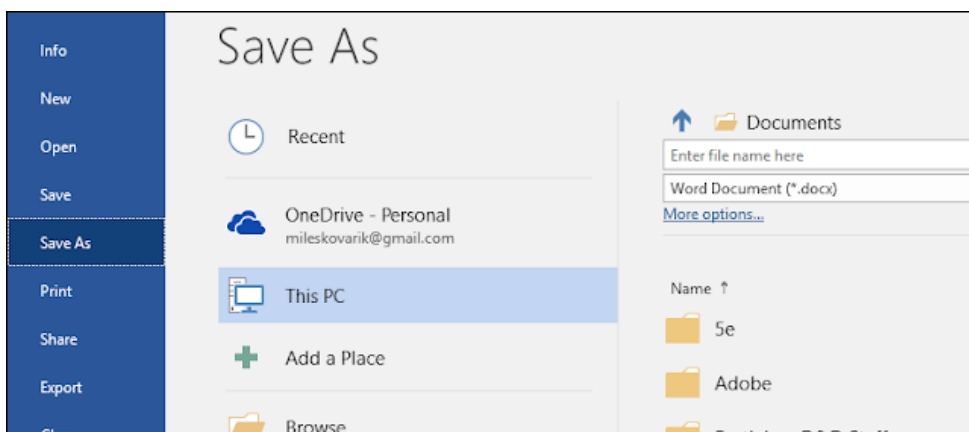 Save As
Info
New
Open
Save
Save As
Print
Share
Export
Recent
OneDrive - Personal
mileskovarik@gmail.com
This PC
Add a Place
Browse
Documents
Enter file name here
Word Document (*.docx)
More options...
Name ↑
5e
Adobe